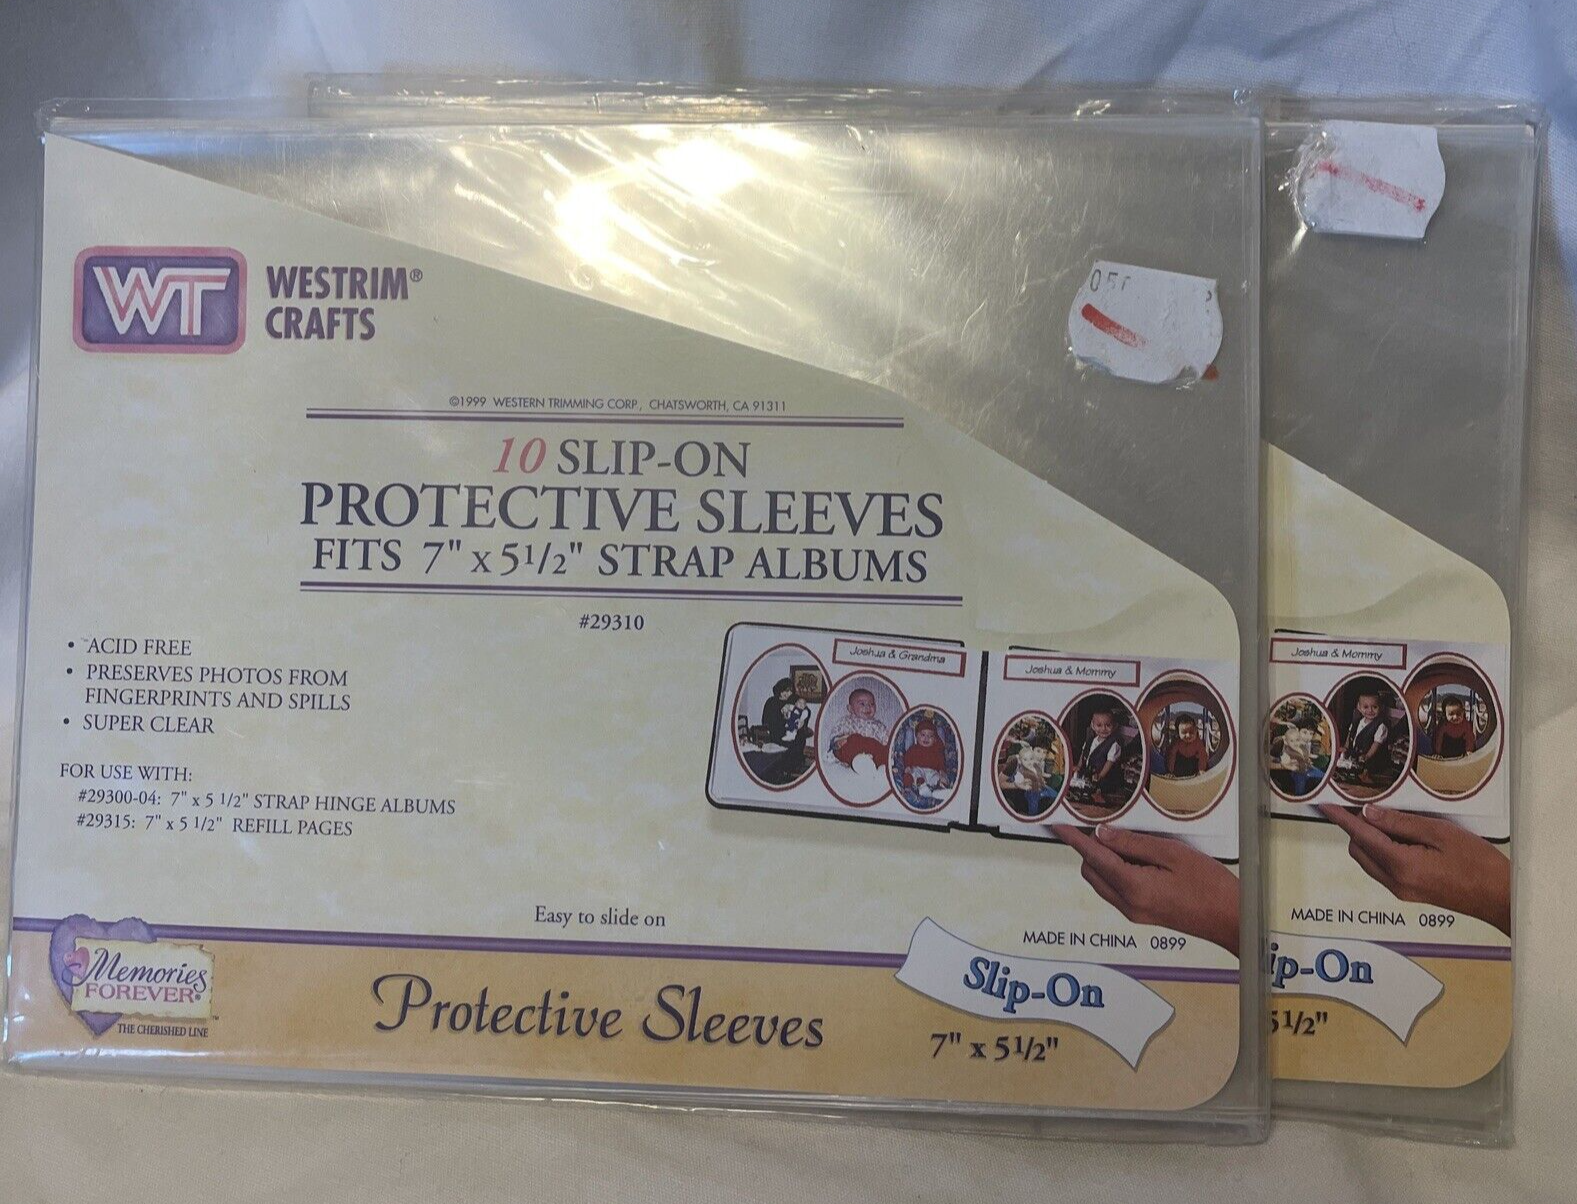 WT WESTRIM®
CRAFTS
©1999 WESTERN TRIMMING CORP., CHATSWORTH, CA 91311
10 SLIP-ON
PROTECTIVE SLEEVES
FITS 7" x 5 1/2" STRAP ALBUMS
#29310
• ACID FREE
• PRESERVES PHOTOS FROM
FINGERPRINTS AND SPILLS
• SUPER CLEAR
FOR USE WITH:
#29300-04: 7" x 5 1/2" STRAP HINGE ALBUMS
#29315: 7" x 5 1/2" REFILL PAGES
Joshua & Grandma
Joshua & Mommy
Easy to slide on
MADE IN CHINA 0899
Memories
FOREVER®
THE CHERISHED LINE
Protective Sleeves
Slip-On
7" x 5 1/2"
Joshua & Mommy
MADE IN CHINA 0899
ip-On
5 1/2"